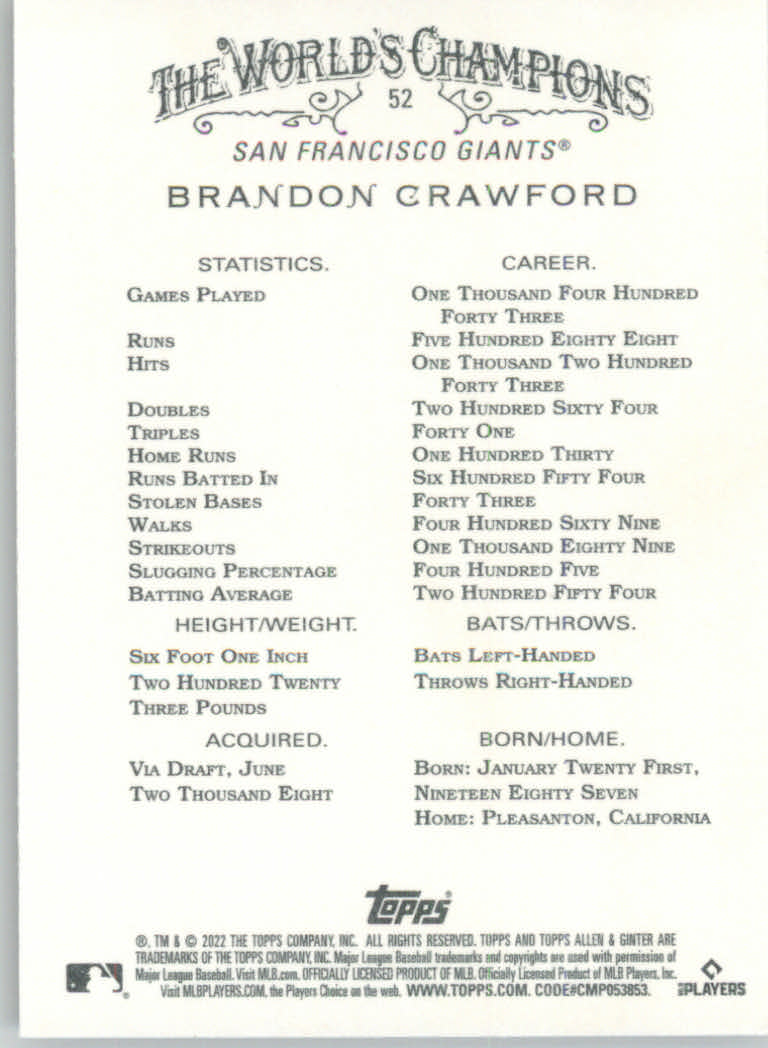 THE WORLD'S CHAMPIONS
52
SAN FRANCISCO GIANTS®
BRANDON CRAWFORD
STATISTICS. CAREER.
GAMES PLAYED ONE THOUSAND FOUR HUNDRED
FORTY THREE
RUNS FIVE HUNDRED EIGHTY EIGHT
HITS ONE THOUSAND TWO HUNDRED
FORTY THREE
DOUBLES TWO HUNDRED SIXTY FOUR
TRIPLES FORTY ONE
HOME RUNS ONE HUNDRED THIRTY
RUNS BATTED IN SIX HUNDRED FIFTY FOUR
STOLEN BASES FORTY THREE
WALKS FOUR HUNDRED SIXTY NINE
STRIKEOUTS ONE THOUSAND EIGHTY NINE
SLUGGING PERCENTAGE FOUR HUNDRED FIVE
BATTING AVERAGE TWO HUNDRED FIFTY FOUR
HEIGHT/WEIGHT. BATS/THROWS.
SIX FOOT ONE INCH BATS LEFT-HANDED
TWO HUNDRED TWENTY THROWS RIGHT-HANDED
THREE POUNDS
ACQUIRED. BORN/HOME.
VIA DRAFT, JUNE BORN: JANUARY TWENTY FIRST,
TWO THOUSAND EIGHT NINETEEN EIGHTY SEVEN
HOME: PLEASANTON, CALIFORNIA
topps®
®, TM & © 2022 THE TOPPS COMPANY, INC. ALL RIGHTS RESERVED. TOPPS AND TOPPS ALLEN & GINTER ARE
TRADEMARKS OF THE TOPPS COMPANY, INC. Major League Baseball trademarks and copyrights are used with permission of
Major League Baseball. Visit MLB.com. OFFICIALLY LICENSED PRODUCT OF MLB. Officially Licensed Product of MLB Players, Inc.
Visit MLBPLAYERS.COM, the Players Choice on the web. WWW.TOPPS.COM. CODE#CMP053853.
MLB PLAYERS